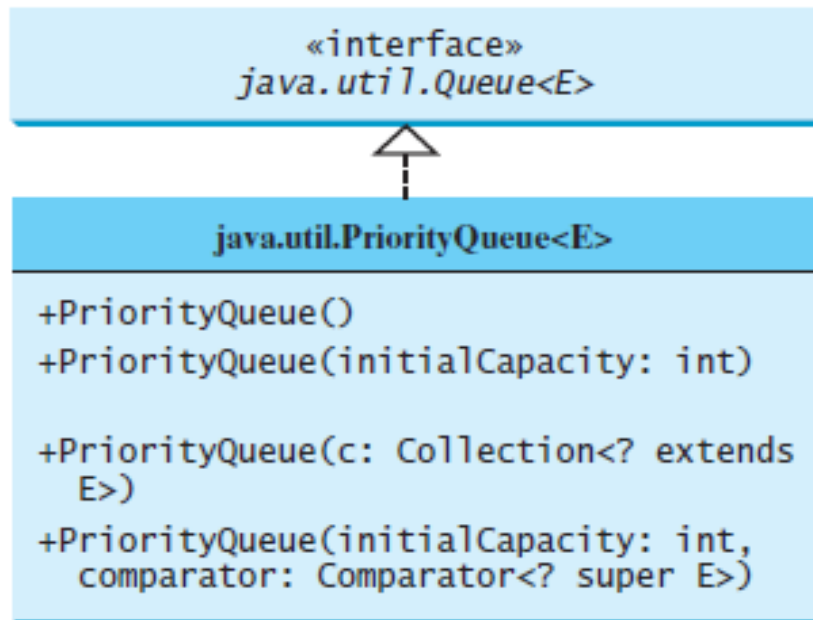 «interface»
java.util.Queue<E>
java.util.PriorityQueue<E>
+PriorityQueue()
+PriorityQueue(initialCapacity: int)
+PriorityQueue(c: Collection<? extends
E>)
+PriorityQueue(initialCapacity: int,
comparator: Comparator<? super E>)